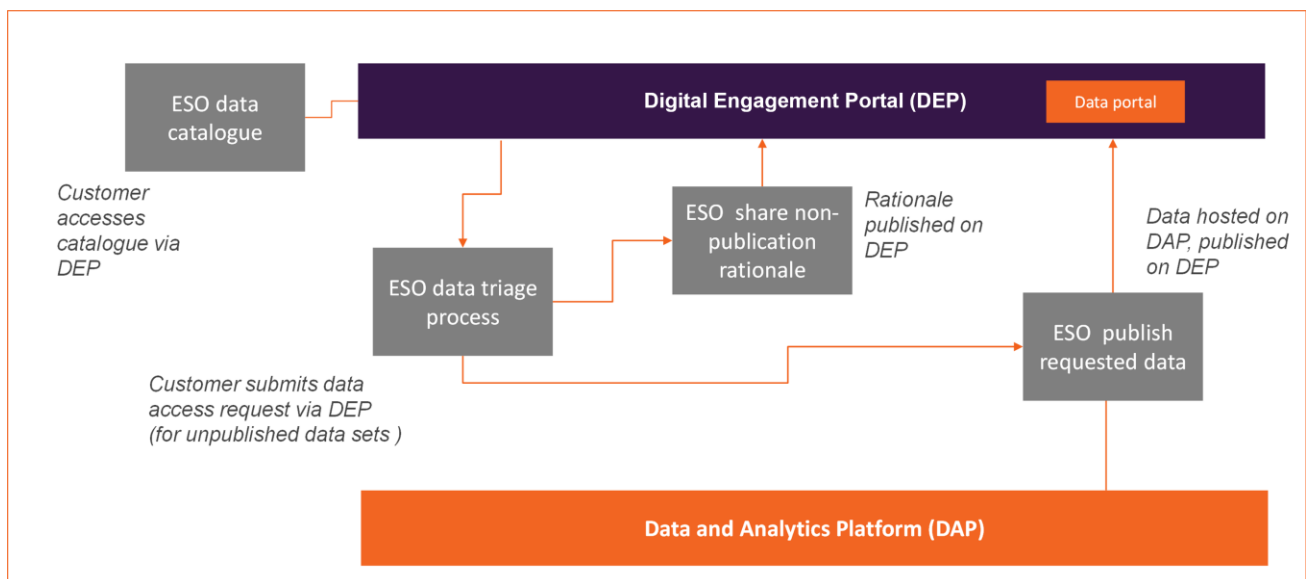 ESO data
catalogue
Digital Engagement Portal (DEP)
Data portal
Customer
accesses
catalogue via
DEP
ESO share non-
publication
rationale
Rationale
published on
DEP
Data hosted on
DAP, published
on DEP
ESO data triage
process
ESO publish
requested data
Customer submits data
access request via DEP
(for unpublished data sets )
Data and Analytics Platform (DAP)